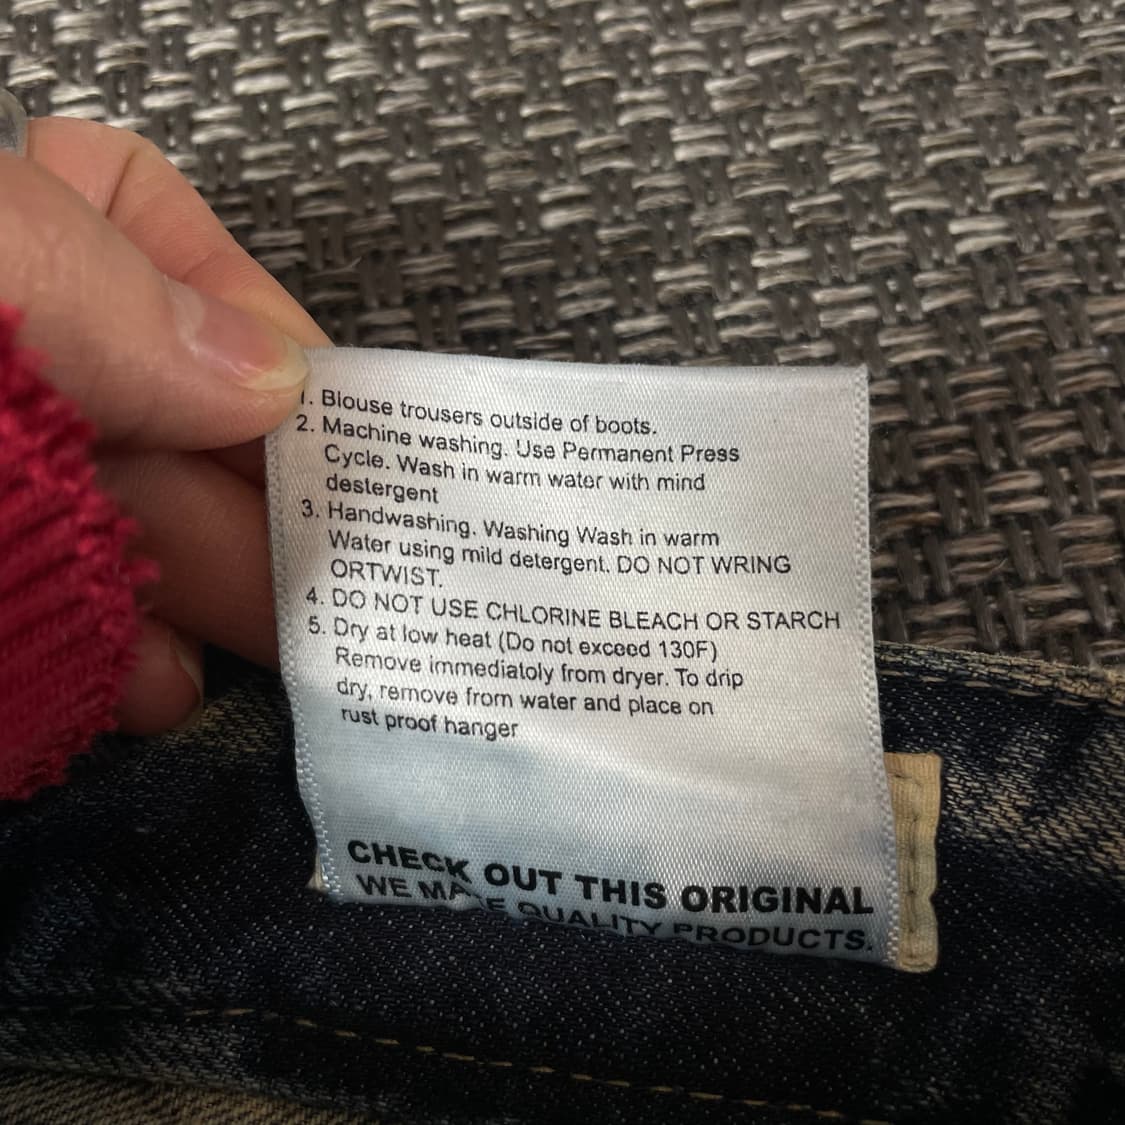 1. Blouse trousers outside of boots.
2. Machine washing. Use Permanent Press
Cycle. Wash in warm water with mind
destergent
3. Handwashing. Washing Wash in warm
Water using mild detergent. DO NOT WRING
ORTWIST.
4. DO NOT USE CHLORINE BLEACH OR STARCH
5. Dry at low heat (Do not exceed 130F)
Remove immediatoly from dryer. To drip
dry, remove from water and place on
rust proof hanger
CHECK OUT THIS ORIGINAL
WE MAKE QUALITY PRODUCTS.